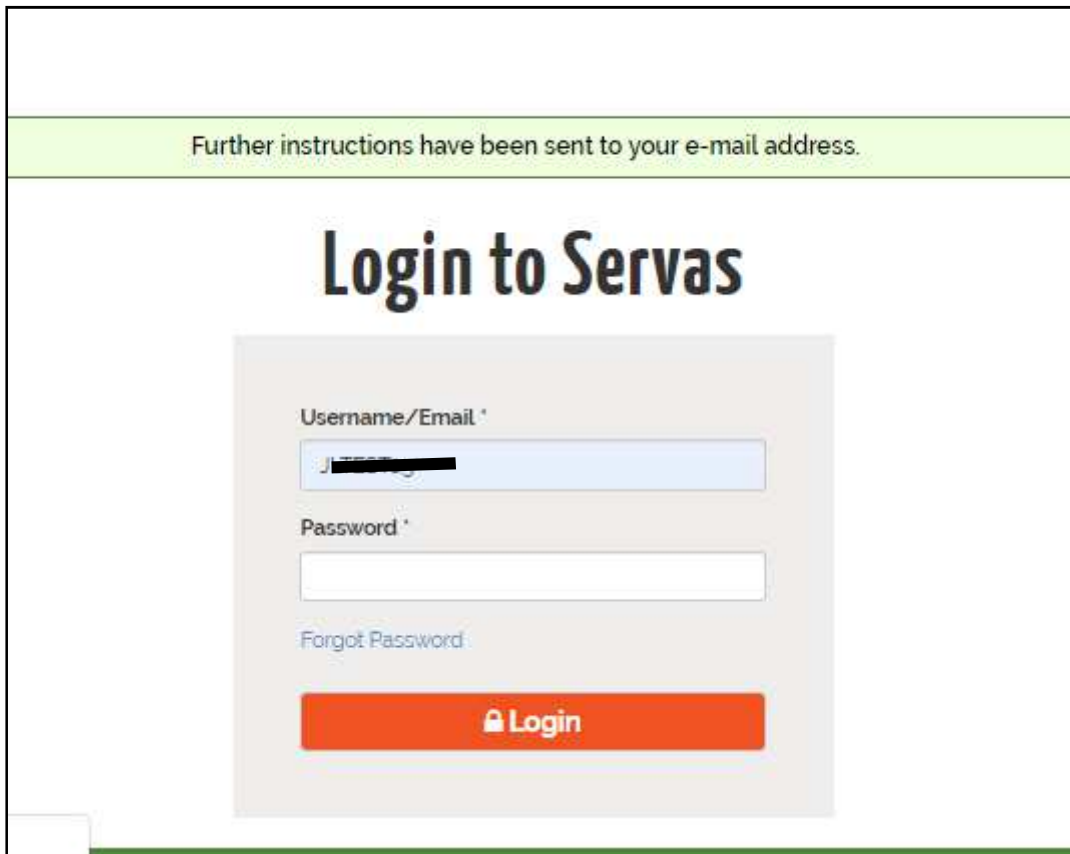 Further instructions have been sent to your e-mail address.
Login to Servas
Username/Email *
Password *
Forgot Password
Login